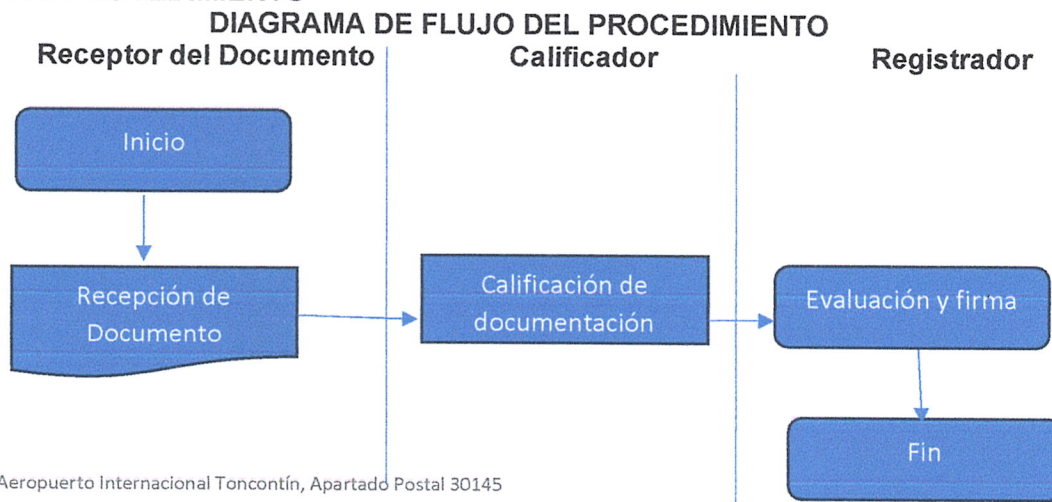 DIAGRAMA DE FLUJO DEL PROCEDIMIENTO
Receptor del Documento
Calificador
Registrador
Inicio
Recepción de
Documento
Calificación de
documentación
Evaluación y firma
Fin
Aeropuerto Internacional Toncontín, Apartado Postal 30145